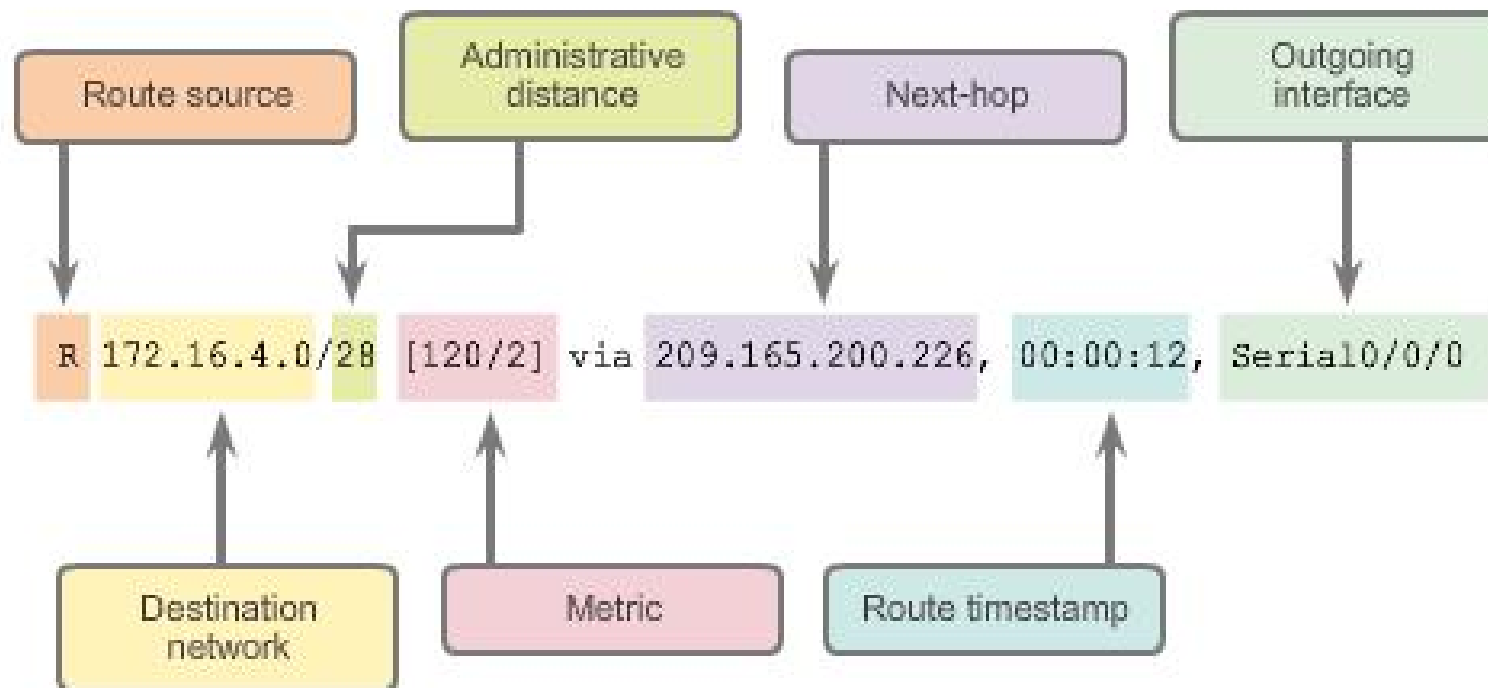 Route source
Administrative
distance
Next-hop
Outgoing
interface
R 172.16.4.0/28 [120/2] via 209.165.200.226, 00:00:12, Serial0/0/0
Destination
network
Metric
Route timestamp